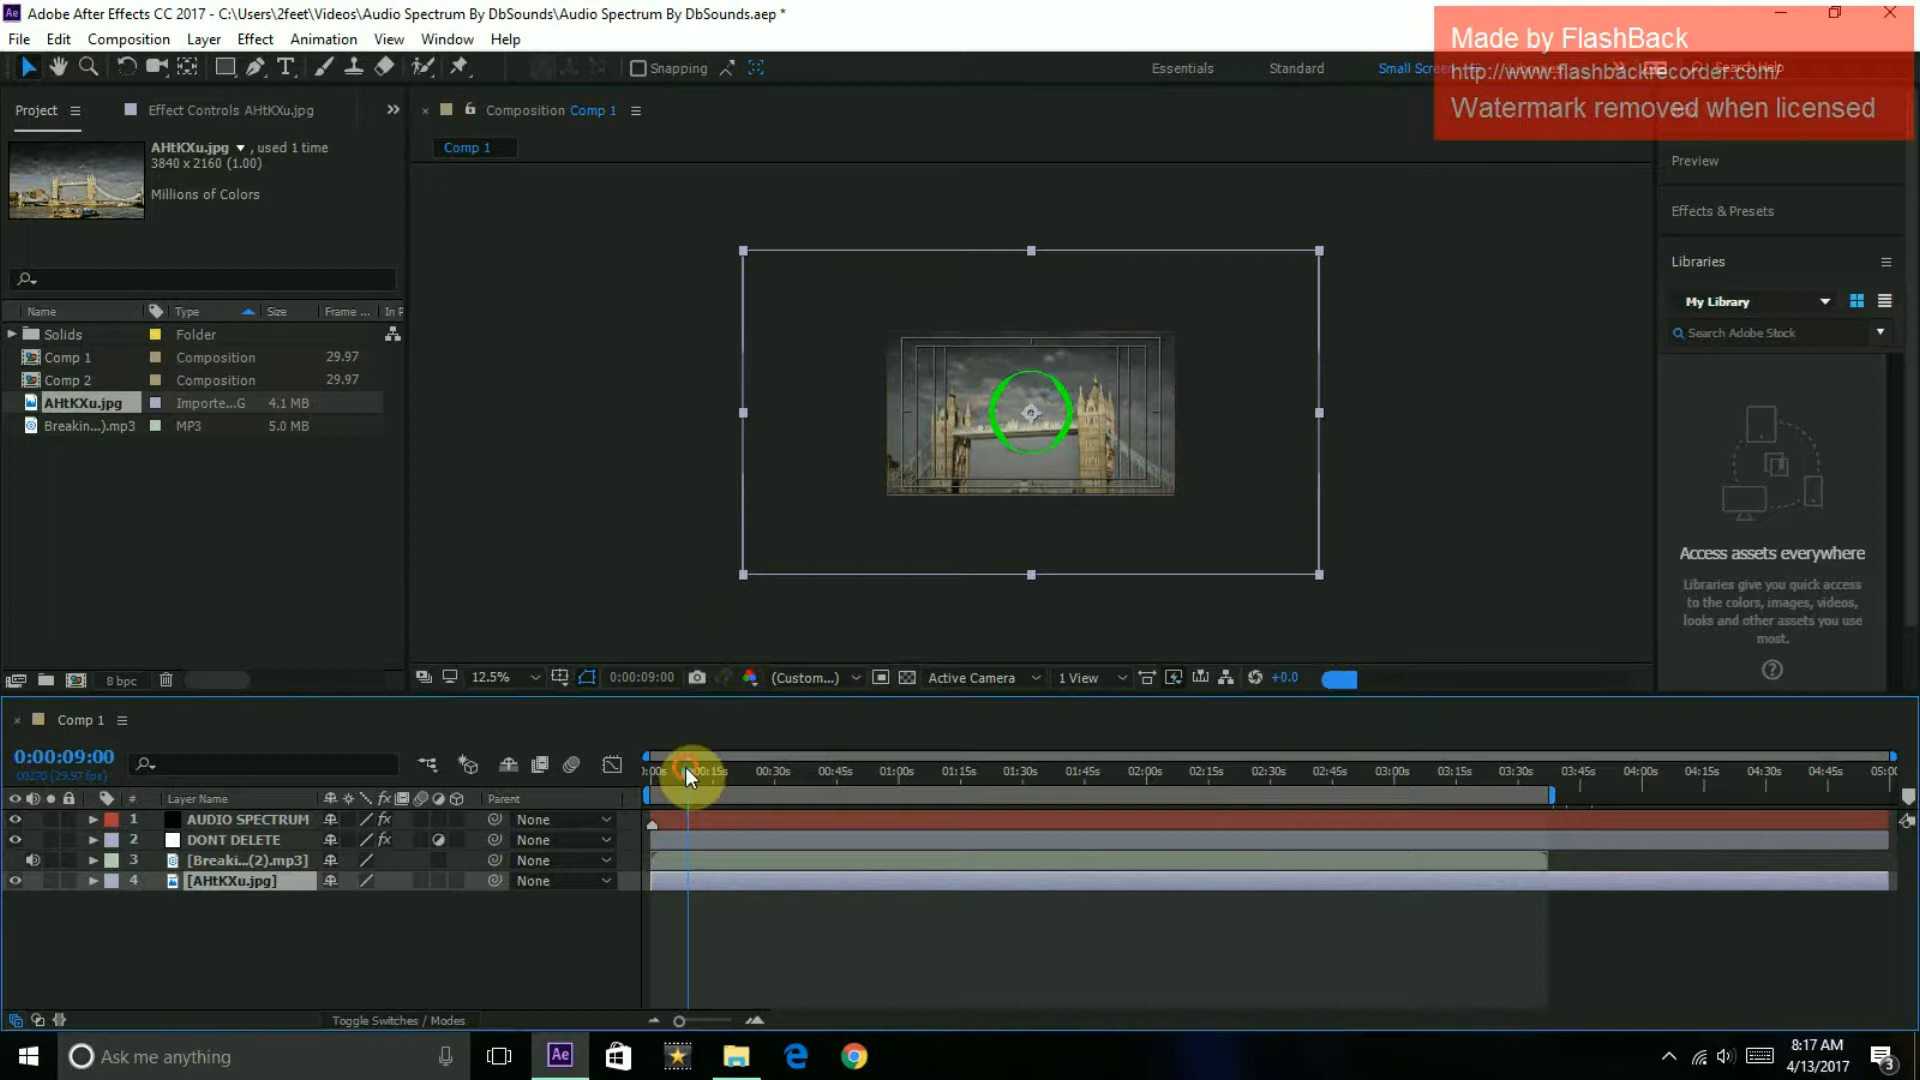 Adobe After Effects CC 2017 - C:\Users\2feet\Videos\Audio Spectrum By DbSounds\Audio Spectrum By DbSounds.aep *
File Edit Composition Layer Effect Animation View Window Help
Made by FlashBack
http://www.flashbackrecorder.com/
Watermark removed when licensed
Snapping
Essentials Standard Small Screen Search Help
Project Effect Controls AHtKXu.jpg
Composition Comp 1
Comp 1
AHtKXu.jpg , used 1 time
3840 x 2160 (1.00)
Millions of Colors
Name Type Size Frame ... In P
Solids Folder
Comp 1 Composition 29.97
Comp 2 Composition 29.97
AHtKXu.jpg Importe...G 4.1 MB
Breakin...).mp3 MP3 5.0 MB
8 bpc
12.5% 0:00:09:00 (Custom...) Active Camera 1 View +0.0
Preview
Effects & Presets
Libraries
My Library
Search Adobe Stock
Access assets everywhere
Libraries give you quick access
to the colors, images, videos,
looks and other assets you use
most.
Comp 1
0:00:09:00
00270 (29.97 fps)
:00s 0:15s 00:30s 00:45s 01:00s 01:15s 01:30s 01:45s 02:00s 02:15s 02:30s 02:45s 03:00s 03:15s 03:30s 03:45s 04:00s 04:15s 04:30s 04:45s 05:00
# Layer Name Parent
1 AUDIO SPECTRUM fx None
2 DONT DELETE fx None
3 [Breaki...(2).mp3] None
4 [AHtKXu.jpg] None
Toggle Switches / Modes
Ask me anything
Ae
8:17 AM
4/13/2017
3